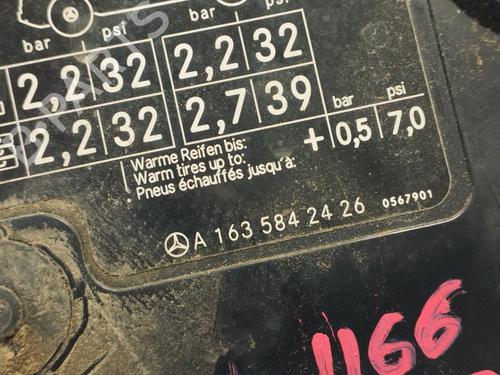 bar psi bar psi
2,2 32 2,2 32
2,2 32 2,7 39
Warme Reifen bis:
Warm tires up to:
Pneus échauffés jusqu'à:
bar psi
+ 0,5 7,0
A 163 584 24 26 0567901
1166